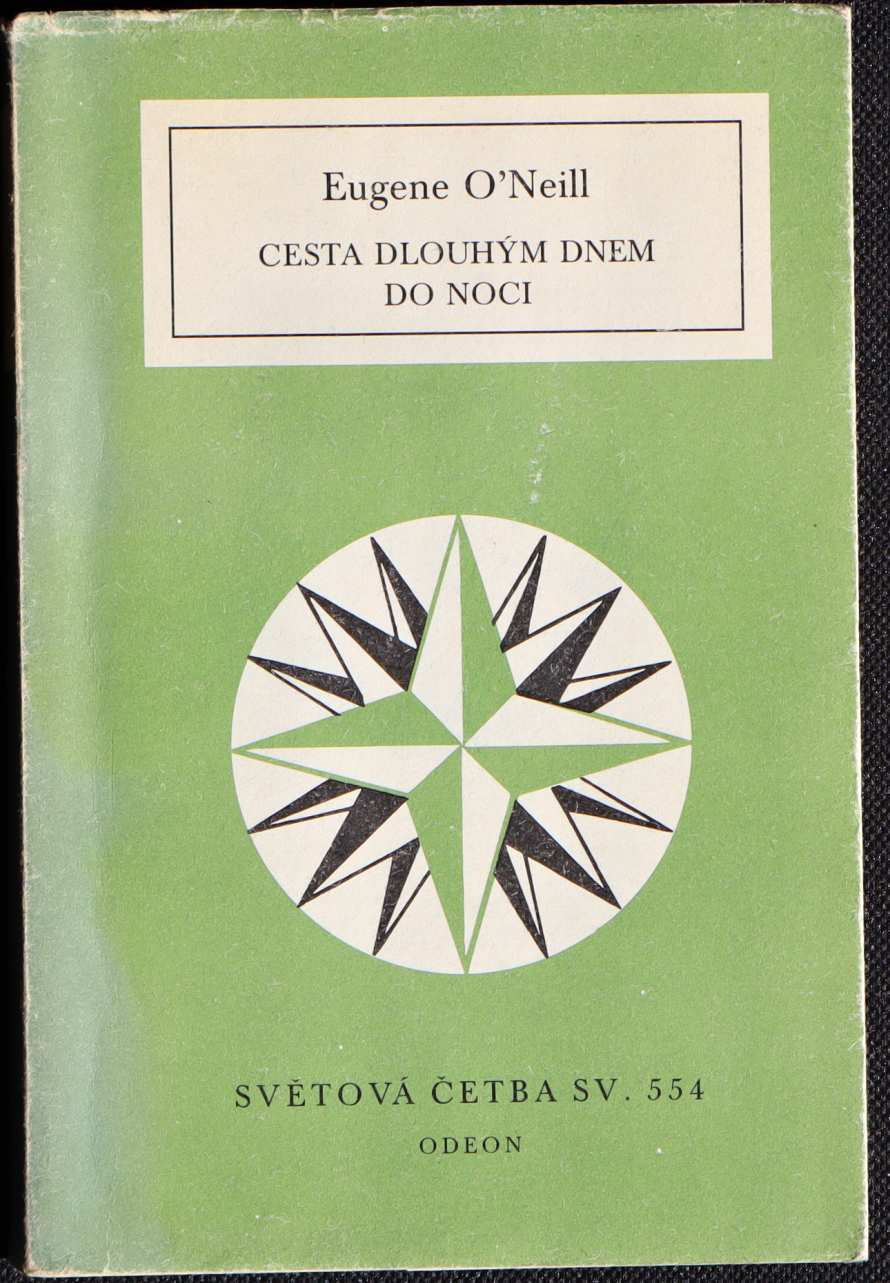 Eugene O’Neill
CESTA DLOUHÝM DNEM
DO NOCI
SVĚTOVÁ ČETBA SV. 554
ODEON